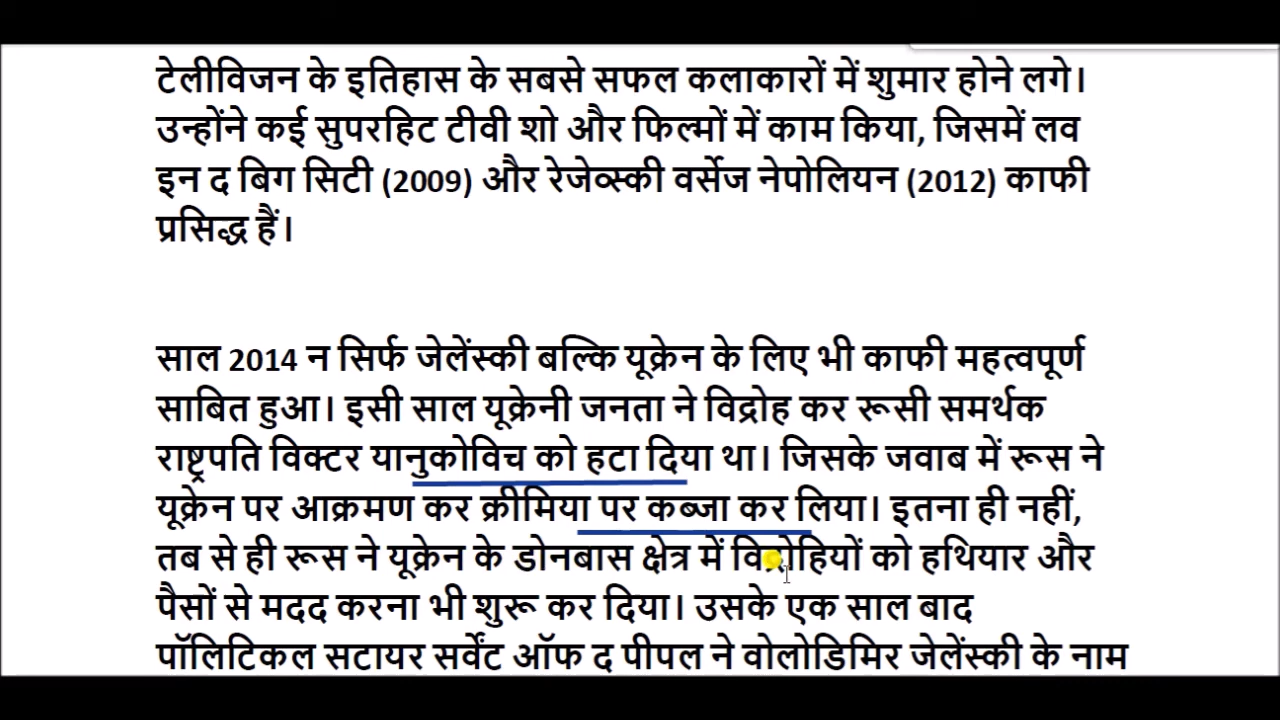 टेलीविजन के इतिहास के सबसे सफल कलाकारों में शुमार होने लगे।
उन्होंने कई सुपरहिट टीवी शो और फिल्मों में काम किया, जिसमें लव
इन द बिग सिटी (2009) और रेजेव्स्की वर्सेज नेपोलियन (2012) काफी
प्रसिद्ध हैं।
साल 2014 न सिर्फ जेलेंस्की बल्कि यूक्रेन के लिए भी काफी महत्वपूर्ण
साबित हुआ। इसी साल यूक्रेनी जनता ने विद्रोह कर रूसी समर्थक
राष्ट्रपति विक्टर यानुकोविच को हटा दिया था। जिसके जवाब में रूस ने
यूक्रेन पर आक्रमण कर क्रीमिया पर कब्जा कर लिया। इतना ही नहीं,
तब से ही रूस ने यूक्रेन के डोनबास क्षेत्र में विद्रोहियों को हथियार और
पैसों से मदद करना भी शुरू कर दिया। उसके एक साल बाद
पॉलिटिकल सटायर सर्वेंट ऑफ द पीपल ने वोलोडिमिर जेलेंस्की के नाम